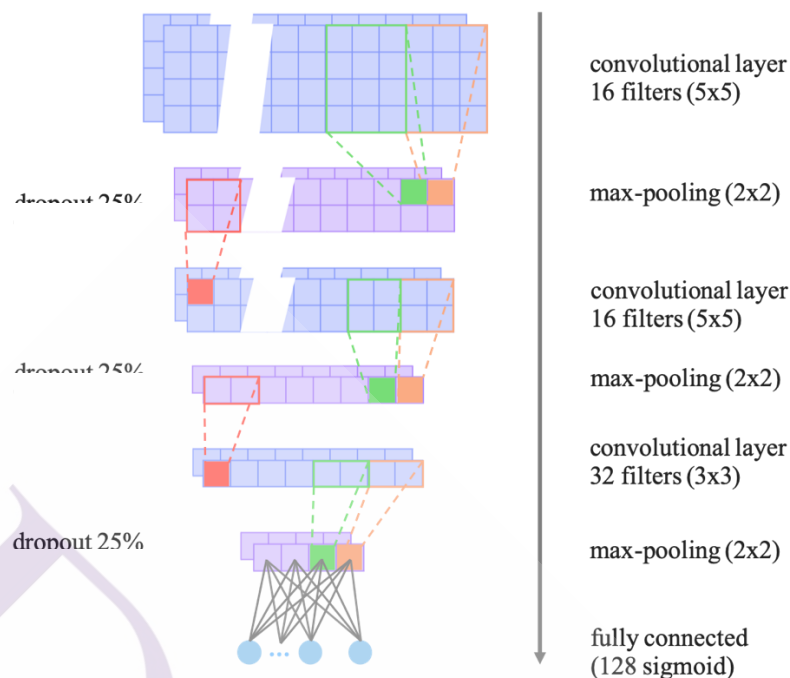 convolutional layer
16 filters (5x5)
dropout 25%
max-pooling (2x2)
convolutional layer
16 filters (5x5)
dropout 25%
max-pooling (2x2)
convolutional layer
32 filters (3x3)
dropout 25%
max-pooling (2x2)
fully connected
(128 sigmoid)